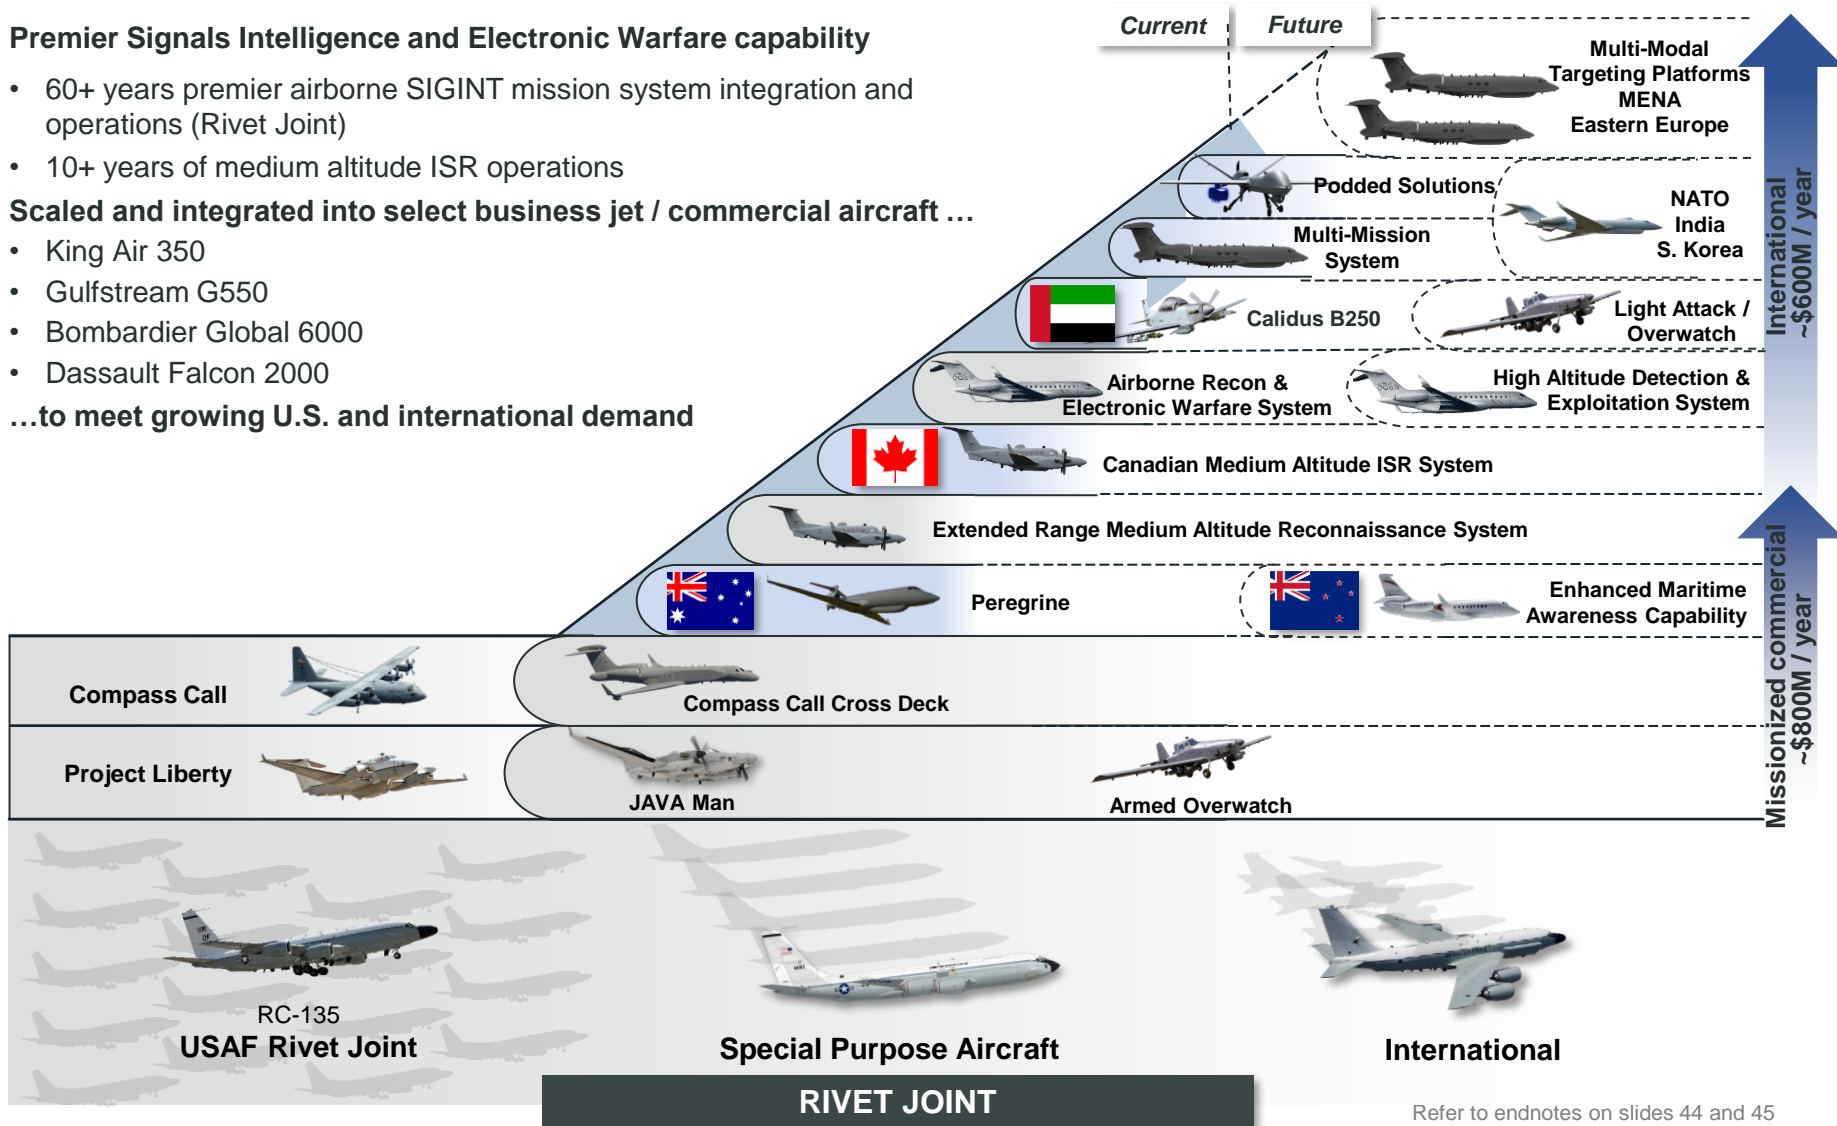 Premier Signals Intelligence and Electronic Warfare capability
• 60+ years premier airborne SIGINT mission system integration and
operations (Rivet Joint)
• 10+ years of medium altitude ISR operations
Scaled and integrated into select business jet / commercial aircraft …
• King Air 350
• Gulfstream G550
• Bombardier Global 6000
• Dassault Falcon 2000
…to meet growing U.S. and international demand
Current
Future
Multi-Modal
Targeting Platforms
MENA
Eastern Europe
Podded Solutions
NATO
India
S. Korea
Multi-Mission
System
Calidus B250
Light Attack /
Overwatch
Airborne Recon &
Electronic Warfare System
High Altitude Detection &
Exploitation System
Canadian Medium Altitude ISR System
Extended Range Medium Altitude Reconnaissance System
Peregrine
Enhanced Maritime
Awareness Capability
International
~$600M / year
Missionized commercial
~$800M / year
Compass Call
Compass Call Cross Deck
Project Liberty
JAVA Man
Armed Overwatch
RC-135
USAF Rivet Joint
Special Purpose Aircraft
International
RIVET JOINT
Refer to endnotes on slides 44 and 45